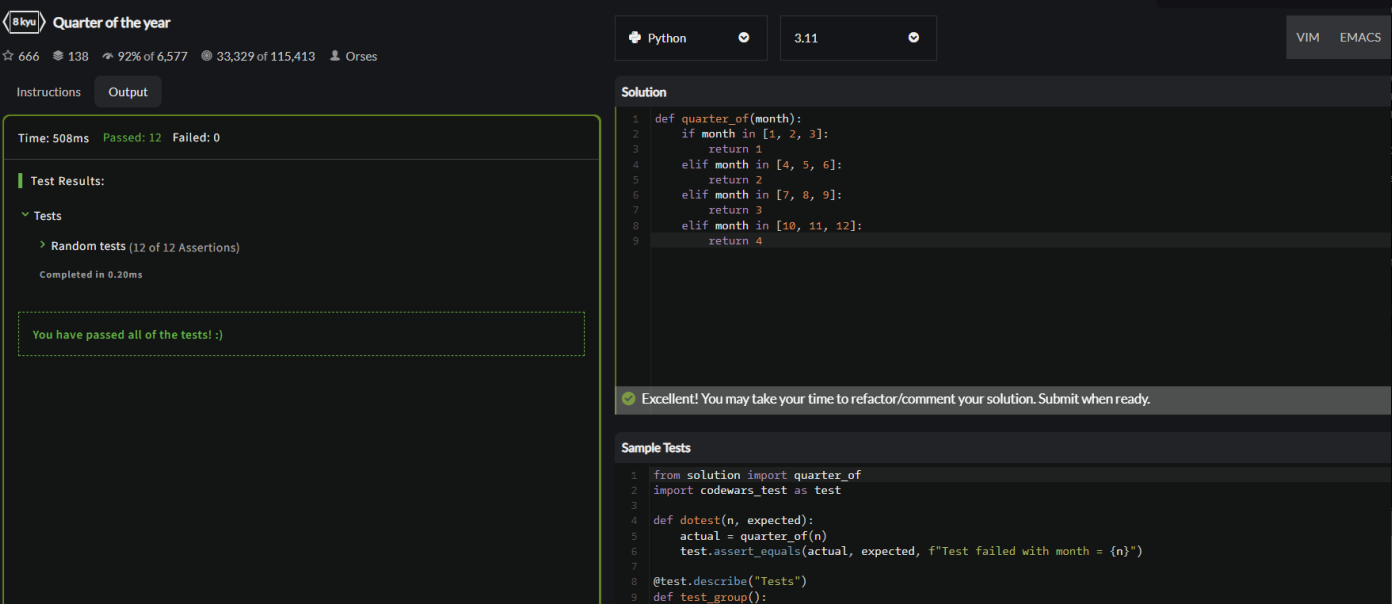 8 kyu Quarter of the year
666 138 92% of 6,577 33,329 of 115,413 Orses
Instructions Output
Time: 508ms Passed: 12 Failed: 0
Test Results:
Tests
Random tests (12 of 12 Assertions)
Completed in 0.20ms
You have passed all of the tests! :)
Python 3.11 VIM EMACS
Solution
1 def quarter_of(month):
2     if month in [1, 2, 3]:
3         return 1
4     elif month in [4, 5, 6]:
5         return 2
6     elif month in [7, 8, 9]:
7         return 3
8     elif month in [10, 11, 12]:
9         return 4
Excellent! You may take your time to refactor/comment your solution. Submit when ready.
Sample Tests
1 from solution import quarter_of
2 import codewars_test as test
3
4 def dotest(n, expected):
5     actual = quarter_of(n)
6     test.assert_equals(actual, expected, f"Test failed with month = {n}")
7
8 @test.describe("Tests")
9 def test_group():